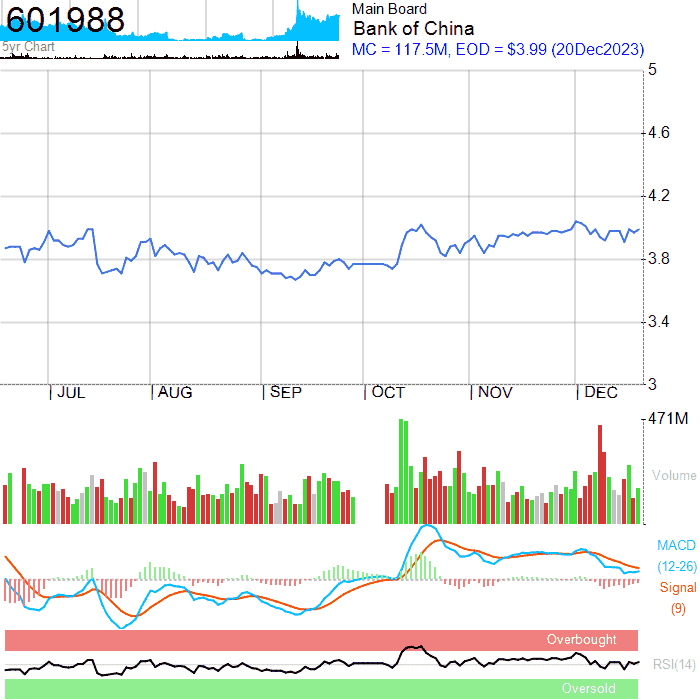 601988
5yr Chart
Main Board
Bank of China
MC = 117.5M, EOD = $3.99 (20Dec2023)
5
4.6
4.2
3.8
3.4
3
JUL AUG SEP OCT NOV DEC
471M
Volume
MACD
(12-26)
Signal
(9)
Overbought
RSI(14)
Oversold